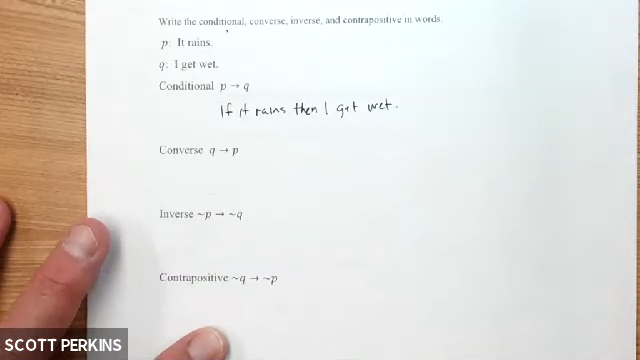 Write the conditional, converse, inverse, and contrapositive in words.
p: It rains.
q: I get wet.
Conditional p → q
If it rains then I get wet.
Converse q → p
Inverse ~p → ~q
Contrapositive ~q → ~p
SCOTT PERKINS